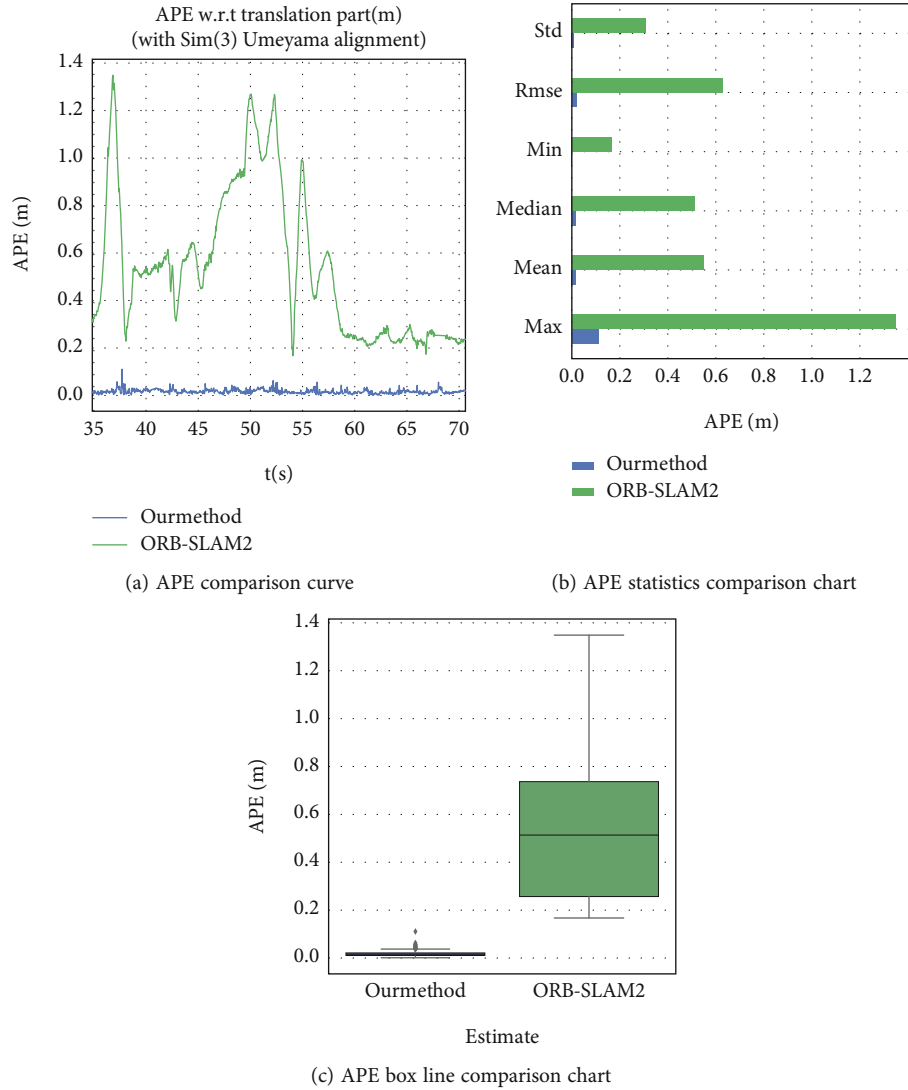 APE w.r.t translation part(m)
(with Sim(3) Umeyama alignment)
1.4
1.2
1.0
0.8
0.6
0.4
0.2
0.0
APE (m)
35 40 45 50 55 60 65 70
t(s)
Ourmethod
ORB-SLAM2
(a) APE comparison curve
Std
Rmse
Min
Median
Mean
Max
0.0 0.2 0.4 0.6 0.8 1.0 1.2
APE (m)
Ourmethod
ORB-SLAM2
(b) APE statistics comparison chart
1.4
1.2
1.0
0.8
0.6
0.4
0.2
0.0
APE (m)
Ourmethod ORB-SLAM2
Estimate
(c) APE box line comparison chart